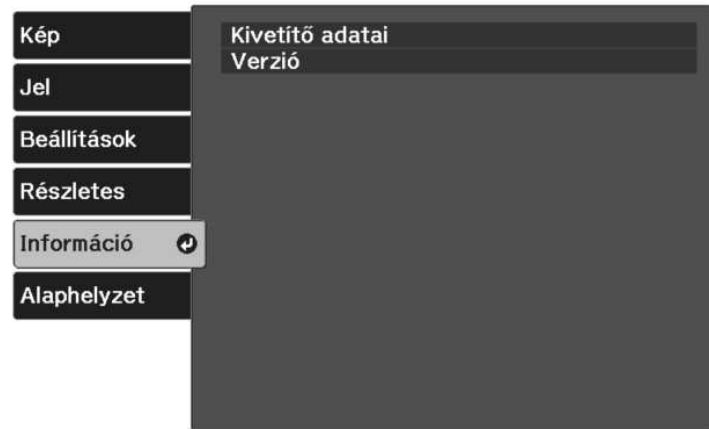 Kép
Jel
Beállítások
Részletes
Információ
Alaphelyzet
Kivetítő adatai
Verzió